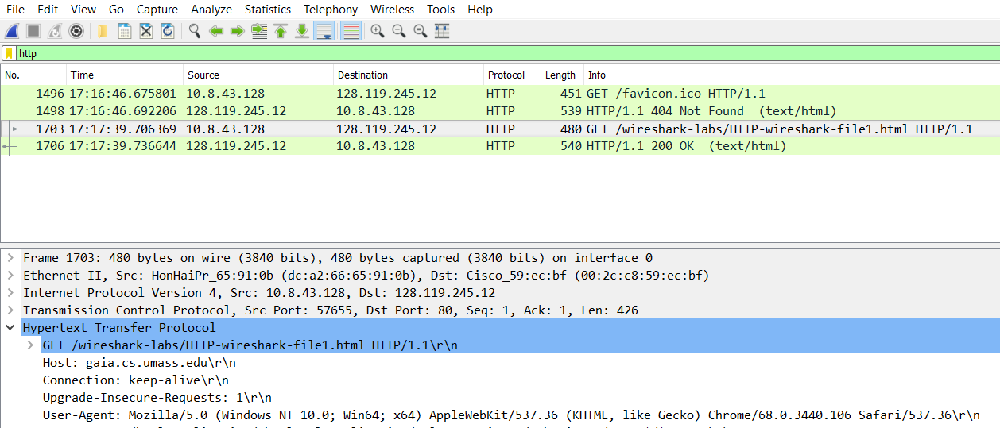 File Edit View Go Capture Analyze Statistics Telephony Wireless Tools Help
http
No. Time Source Destination Protocol Length Info
1496 17:16:46.675801 10.8.43.128 128.119.245.12 HTTP 451 GET /favicon.ico HTTP/1.1
1498 17:16:46.692206 128.119.245.12 10.8.43.128 HTTP 539 HTTP/1.1 404 Not Found (text/html)
1703 17:17:39.706369 10.8.43.128 128.119.245.12 HTTP 480 GET /wireshark-labs/HTTP-wireshark-file1.html HTTP/1.1
1706 17:17:39.736644 128.119.245.12 10.8.43.128 HTTP 540 HTTP/1.1 200 OK (text/html)
Frame 1703: 480 bytes on wire (3840 bits), 480 bytes captured (3840 bits) on interface 0
Ethernet II, Src: HonHaiPr_65:91:0b (dc:a2:66:65:91:0b), Dst: Cisco_59:ec:bf (00:2c:c8:59:ec:bf)
Internet Protocol Version 4, Src: 10.8.43.128, Dst: 128.119.245.12
Transmission Control Protocol, Src Port: 57655, Dst Port: 80, Seq: 1, Ack: 1, Len: 426
Hypertext Transfer Protocol
GET /wireshark-labs/HTTP-wireshark-file1.html HTTP/1.1\r\n
Host: gaia.cs.umass.edu\r\n
Connection: keep-alive\r\n
Upgrade-Insecure-Requests: 1\r\n
User-Agent: Mozilla/5.0 (Windows NT 10.0; Win64; x64) AppleWebKit/537.36 (KHTML, like Gecko) Chrome/68.0.3440.106 Safari/537.36\r\n